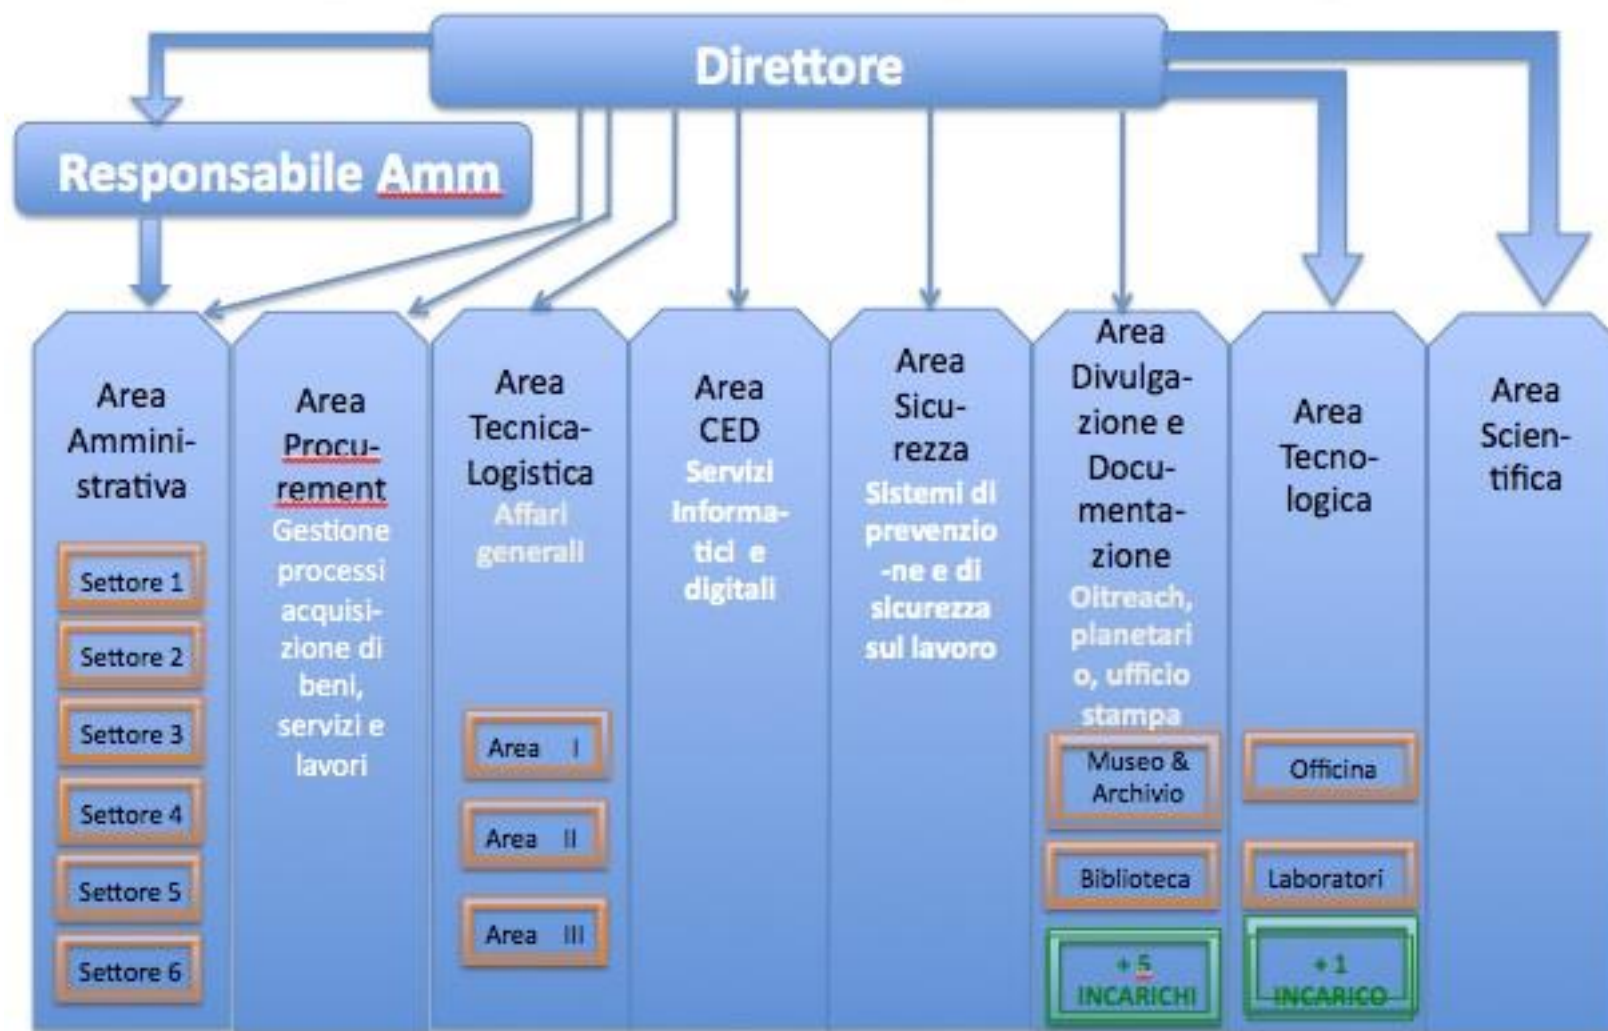 Direttore
Responsabile Amm
Area
Ammini-
strativa
Settore 1
Settore 2
Settore 3
Settore 4
Settore 5
Settore 6
Area
Procu-
rement
Gestione
processi
acquisi-
zione di
beni,
servizi e
lavori
Area
Tecnica-
Logistica
Affari
generali
Area I
Area II
Area III
Area
CED
Servizi
Informa-
tici e
digitali
Area
Sicu-
rezza
Sistemi di
prevenzio
-ne e di
sicurezza
sul lavoro
Area
Divulga-
zione e
Docu-
menta-
zione
Oitreach,
planetari
o, ufficio
stampa
Museo &
Archivio
Biblioteca
+ 5
INCARICHI
Area
Tecno-
logica
Officina
Laboratori
+ 1
INCARICO
Area
Scien-
tifica